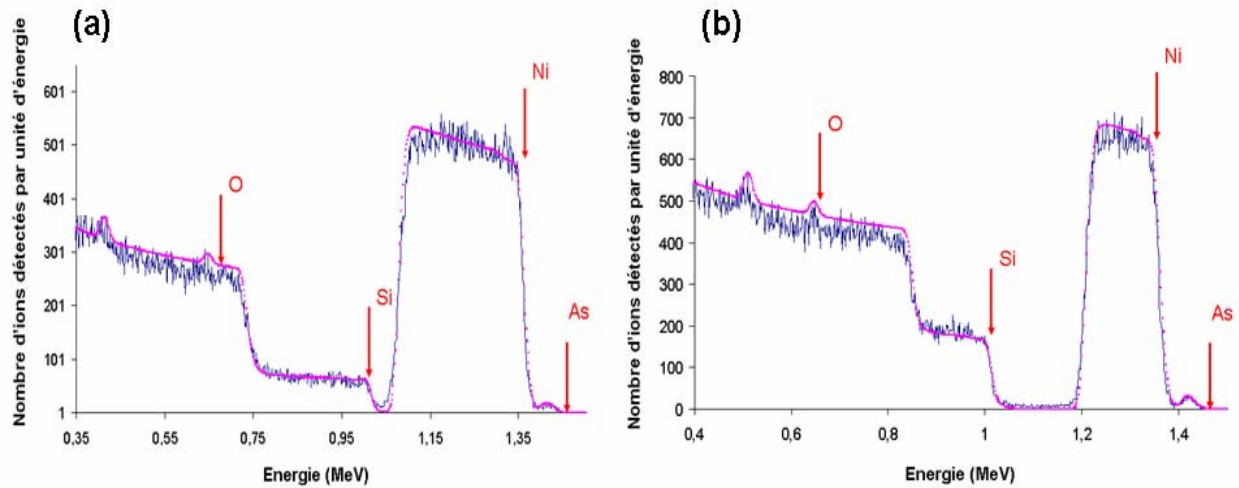 (a)
Nombre d'ions détectés par unité d'énergie
601
501
401
301
201
101
1
0,35
0,55
0,75
0,95
1,15
1,35
Energie (MeV)
O
Si
Ni
As
(b)
Nombre d'ions détectés par unité d'énergie
800
700
600
500
400
300
200
100
0
0,4
0,6
0,8
1
1,2
1,4
Energie (MeV)
O
Si
Ni
As